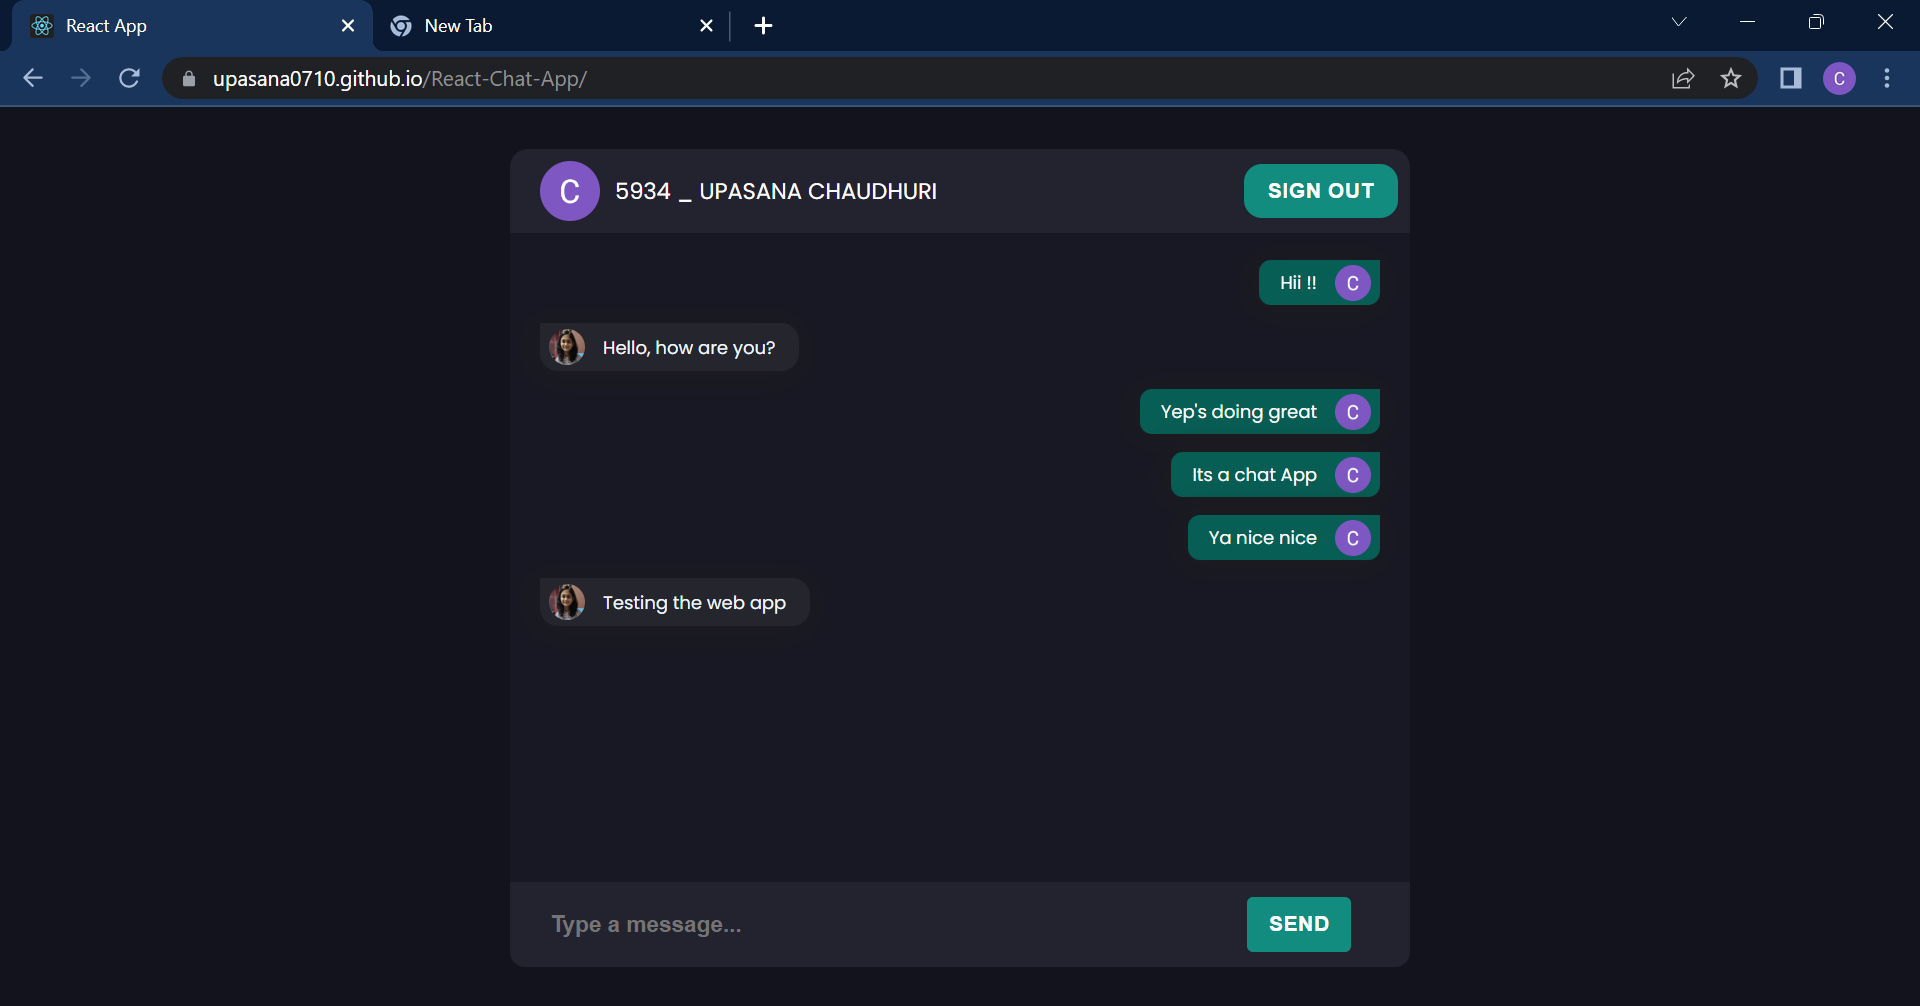 React App
New Tab
upasana0710.github.io/React-Chat-App/
C
C
5934 _ UPASANA CHAUDHURI
SIGN OUT
Hii !!
C
Hello, how are you?
Yep's doing great
C
Its a chat App
C
Ya nice nice
C
Testing the web app
Type a message...
SEND